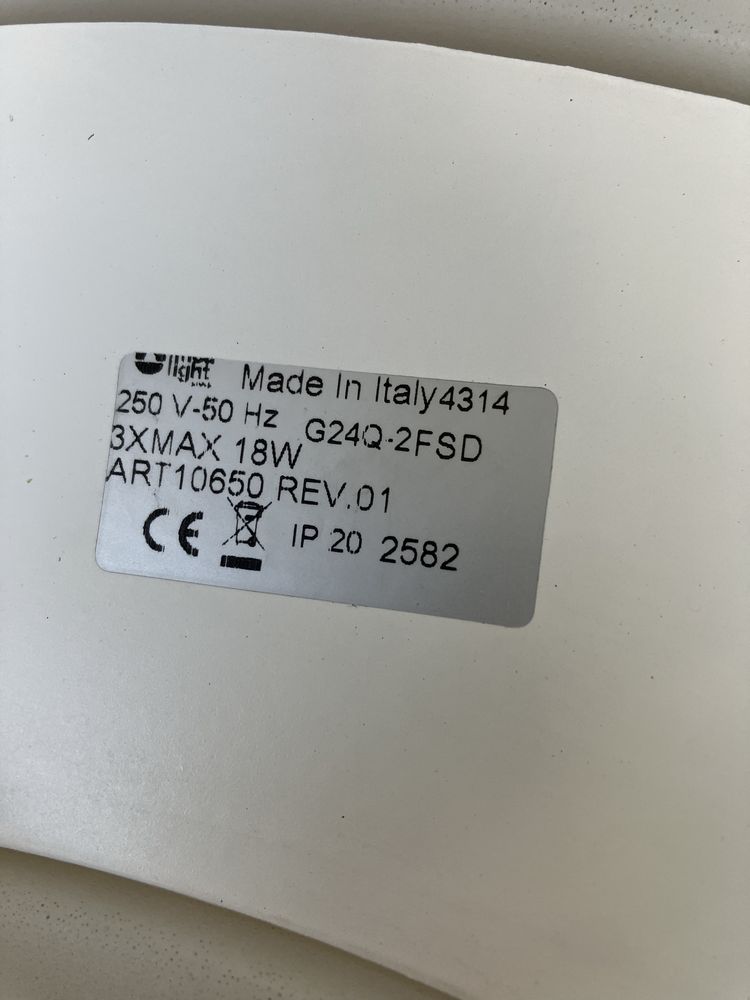 light
Made In Italy4314
250 V-50 Hz G24Q-2FSD
3XMAX 18W
ART10650 REV.01
CE IP 20 2582